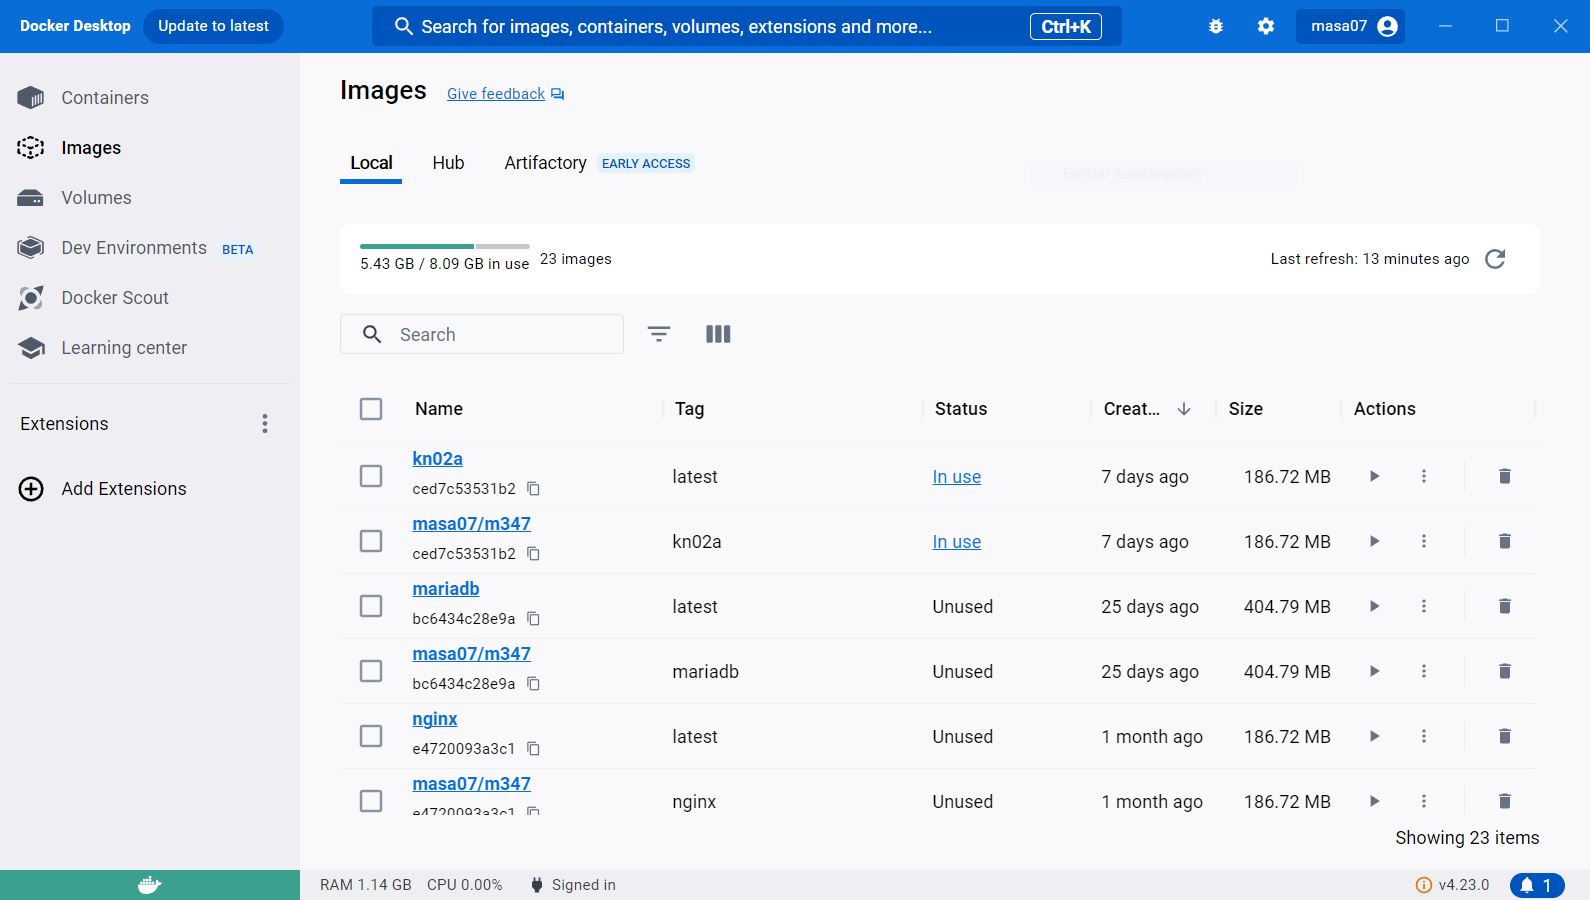 Docker Desktop Update to latest Search for images, containers, volumes, extensions and more... Ctrl+K masa07
Containers
Images
Volumes
Dev Environments BETA
Docker Scout
Learning center
Extensions
Add Extensions
Images Give feedback
Local Hub Artifactory EARLY ACCESS
Fenster ausschneiden
5.43 GB / 8.09 GB in use 23 images Last refresh: 13 minutes ago
Search
Name Tag Status Creat... Size Actions
kn02a
ced7c53531b2 latest In use 7 days ago 186.72 MB
masa07/m347
ced7c53531b2 kn02a In use 7 days ago 186.72 MB
mariadb
bc6434c28e9a latest Unused 25 days ago 404.79 MB
masa07/m347
bc6434c28e9a mariadb Unused 25 days ago 404.79 MB
nginx
e4720093a3c1 latest Unused 1 month ago 186.72 MB
masa07/m347
e4720093a3c1 nginx Unused 1 month ago 186.72 MB
Showing 23 items
RAM 1.14 GB CPU 0.00% Signed in v4.23.0 1